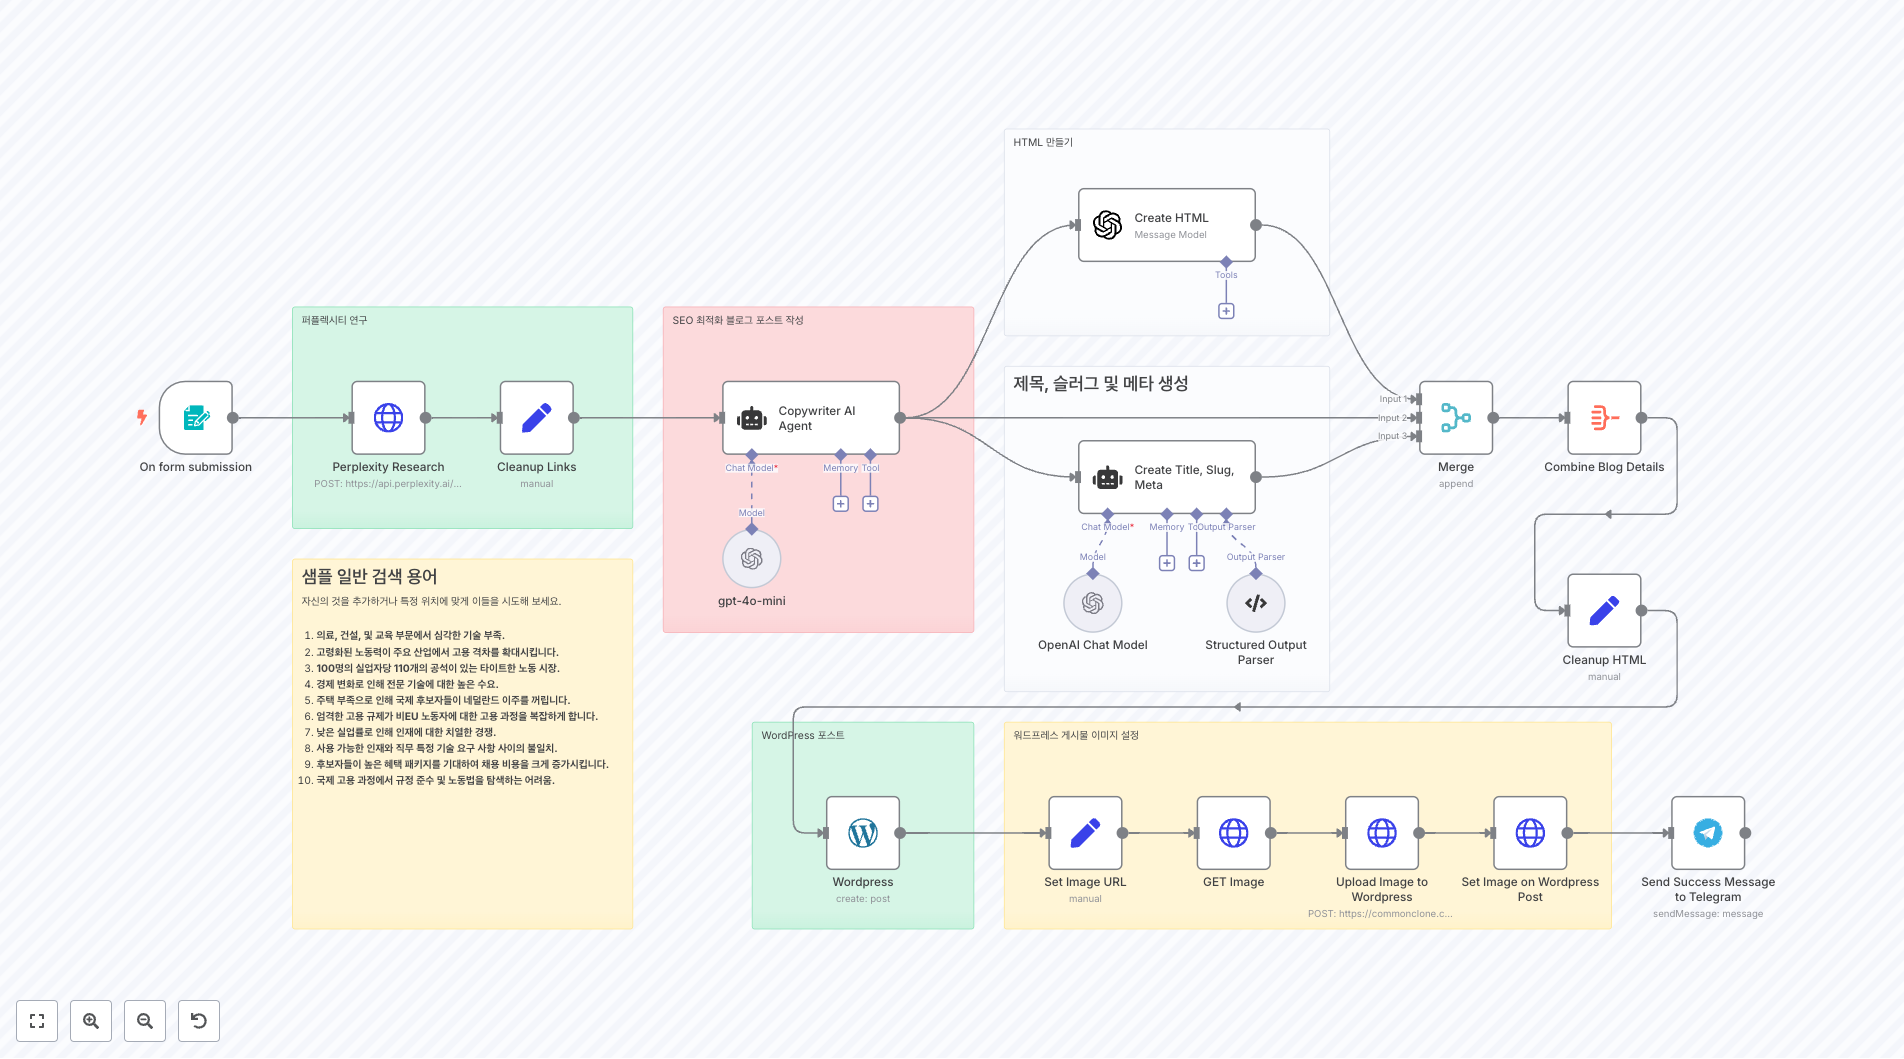 HTML 만들기
Create HTML
Message Model
Tools
퍼플렉시티 연구
SEO 최적화 블로그 포스트 작성
제목, 슬러그 및 메타 생성
On form submission
Perplexity Research
POST: https://api.perplexity.ai/...
Cleanup Links
manual
Copywriter AI
Agent
Chat Model*
Memory
Tool
Model
gpt-4o-mini
Create Title, Slug,
Meta
Chat Model*
Memory
Output Parser
Model
Output Parser
OpenAI Chat Model
Structured Output
Parser
Input 1
Input 2
Input 3
Merge
append
Combine Blog Details
Cleanup HTML
manual
샘플 일반 검색 용어
자신의 것을 추가하거나 특정 위치에 맞게 이들을 시도해 보세요.
1. 의료, 건설, 및 교육 부문에서 심각한 기술 부족.
2. 고령화된 노동력이 주요 산업에서 고용 격차를 확대시킵니다.
3. 100명의 실업자당 110개의 공석이 있는 타이트한 노동 시장.
4. 경제 변화로 인해 전문 기술에 대한 높은 수요.
5. 주택 부족으로 인해 국제 후보자들이 네덜란드 이주를 꺼립니다.
6. 엄격한 고용 규제가 비EU 노동자에 대한 고용 과정을 복잡하게 합니다.
7. 낮은 실업률로 인해 인재에 대한 치열한 경쟁.
8. 사용 가능한 인재와 직무 특정 기술 요구 사항 사이의 불일치.
9. 후보자들이 높은 혜택 패키지를 기대하여 채용 비용을 크게 증가시킵니다.
10. 국제 고용 과정에서 규정 준수 및 노동법을 탐색하는 어려움.
WordPress 포스트
Wordpress
create: post
워드프레스 게시물 이미지 설정
Set Image URL
manual
GET Image
Upload Image to
Wordpress
POST: https://commonclone.c...
Set Image on Wordpress
Post
Send Success Message
to Telegram
sendMessage: message